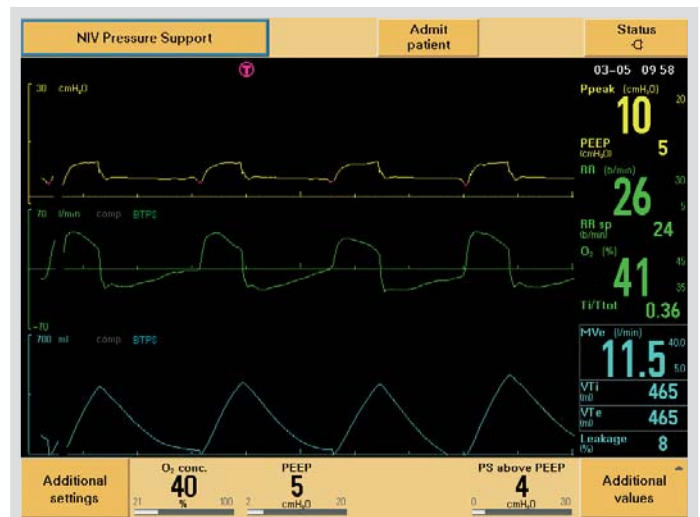 NIV Pressure Support
Admit
patient
Status
T
03-05 09 58
30 cmH₂O
Ppeak (cmH₂O)
20
10
PEEP
(cmH₂O)
5
RR (b/min)
30
26
5
70 l/min comp BTPS
RR sp
(b/min)
24
O₂ (%)
45
41
35
Ti/Ttot
0.36
-70
700 ml comp BTPS
MVe (l/min)
40.0
11.5
5.0
VTi
(ml)
465
VTe
(ml)
465
Leakage
(%)
8
Additional
settings
O₂ conc.
40
21 % 100
PEEP
5
2 cmH₂O 20
PS above PEEP
4
0 cmH₂O 30
Additional
values